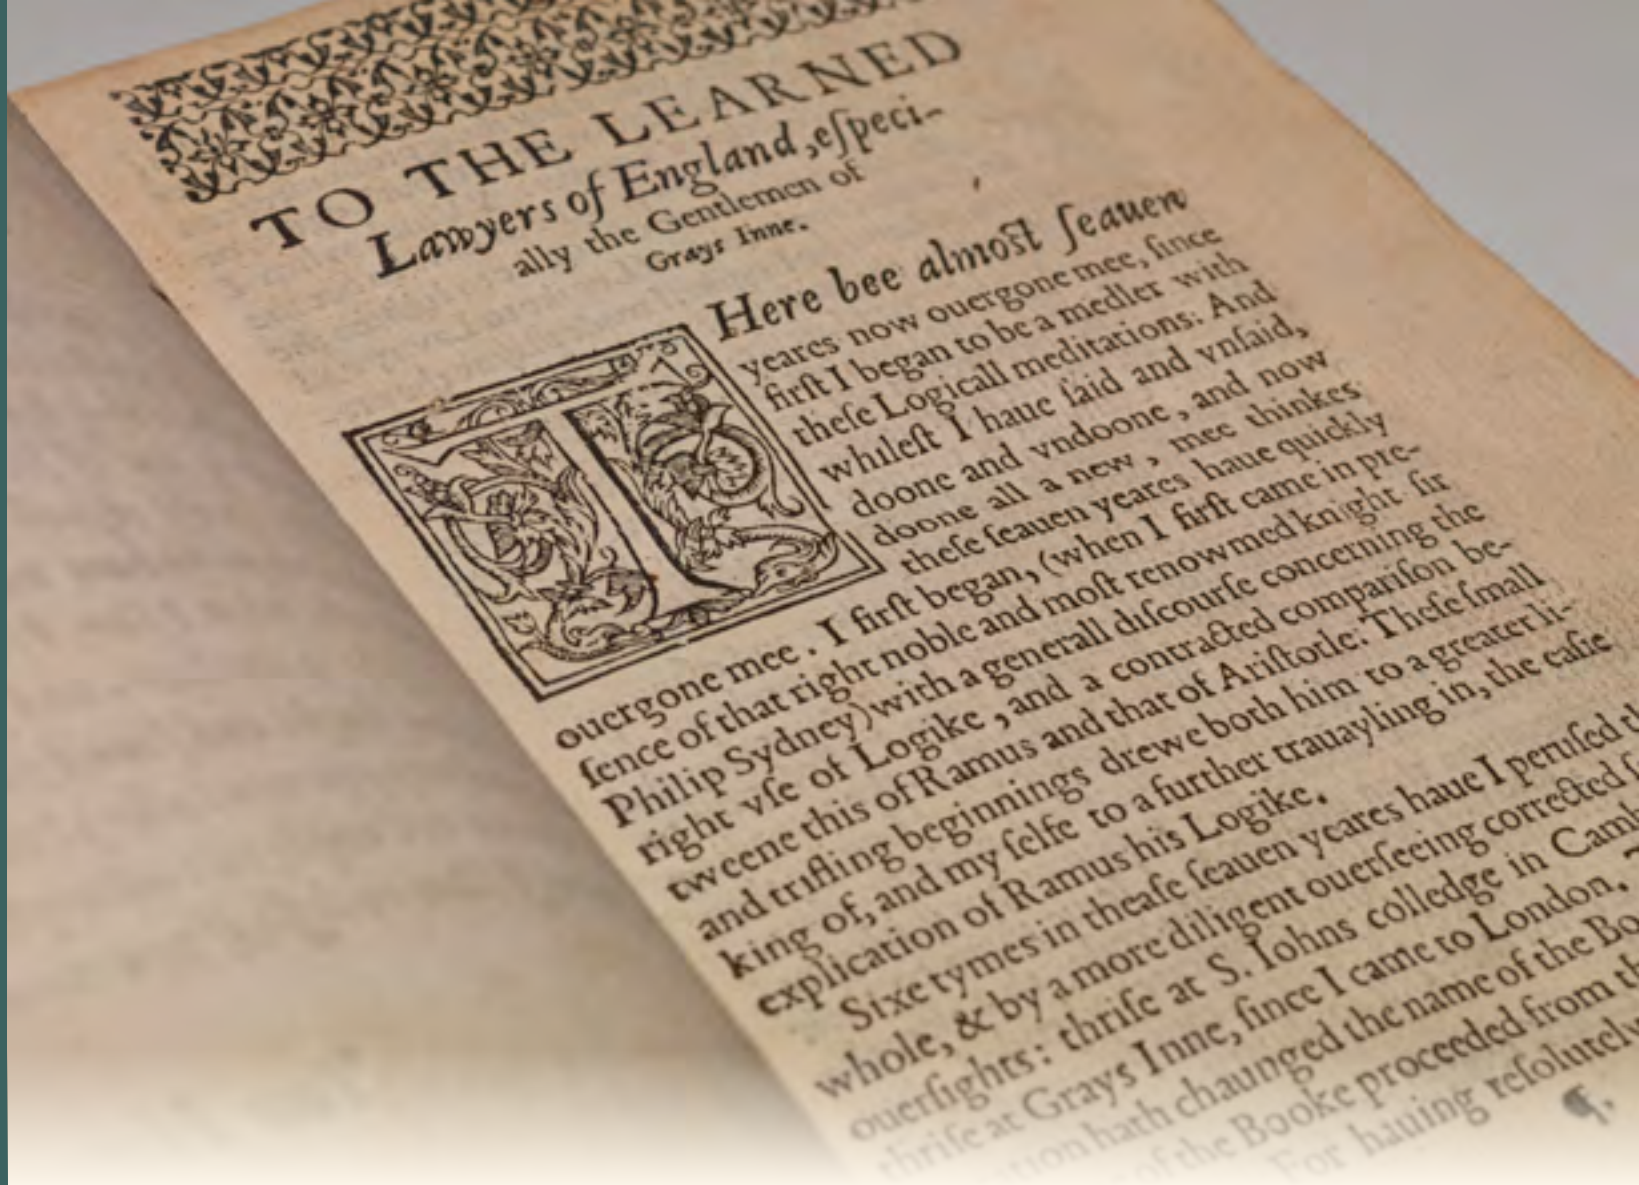 TO THE LEARNED
Lawyers of England, eſpeci-
ally the Gentlemen of
Grays Inne.
THere bee almoſt ſeauen
yeares now ouergone mee, ſince
firſt I began to be a medler with
theſe Logicall meditations: And
whileſt I haue ſaid and vnſaid,
doone and vndoone, and now
doone all a new, mee thinkes
theſe ſeauen yeares haue quickly
ouergone mee. I firſt began, (when I firſt came in pre-
ſence of that right noble and moſt renowmed knight ſir
Philip Sydney) with a generall diſcourſe concerning the
right vſe of Logike, and a contracted compariſon be-
tweene this of Ramus and that of Ariſtotle: Theſe ſmall
and trifling beginnings drewe both him to a greater li-
king of, and my ſelfe to a further trauayling in, the eaſie
explication of Ramus his Logike.
Sixe tymes in theaſe ſeauen yeares haue I peruſed
whole, & by a more diligent ouerſeeing corrected
ouerſights: thriſe at S. Iohns colledge in
thriſe at Grays Inne, ſince I came to London.
hath chaunged the name of the
of the Booke proceeded from
For hauing reſolutely
¶.